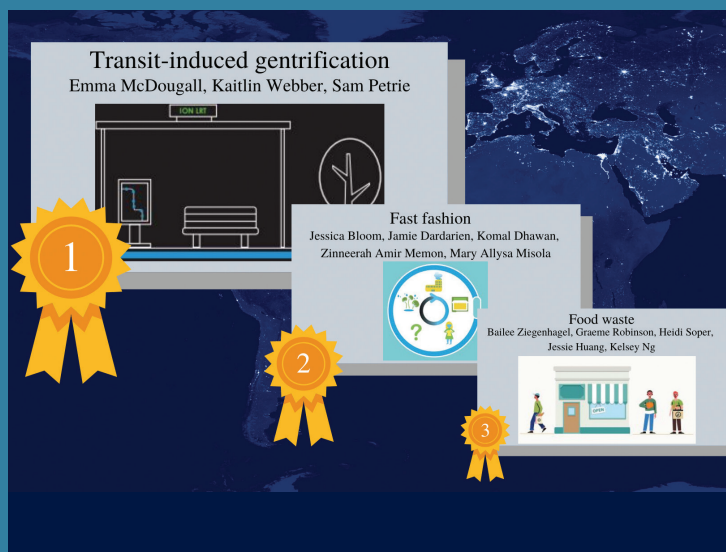 Transit-induced gentrification
Emma McDougall, Kaitlin Webber, Sam Petrie
ION LRT
1
Fast fashion
Jessica Bloom, Jamie Dardarien, Komal Dhawan,
Zinneerah Amir Memon, Mary Allysa Misola
?
2
Food waste
Bailee Ziegenhagel, Graeme Robinson, Heidi Soper,
Jessie Huang, Kelsey Ng
OPEN
3